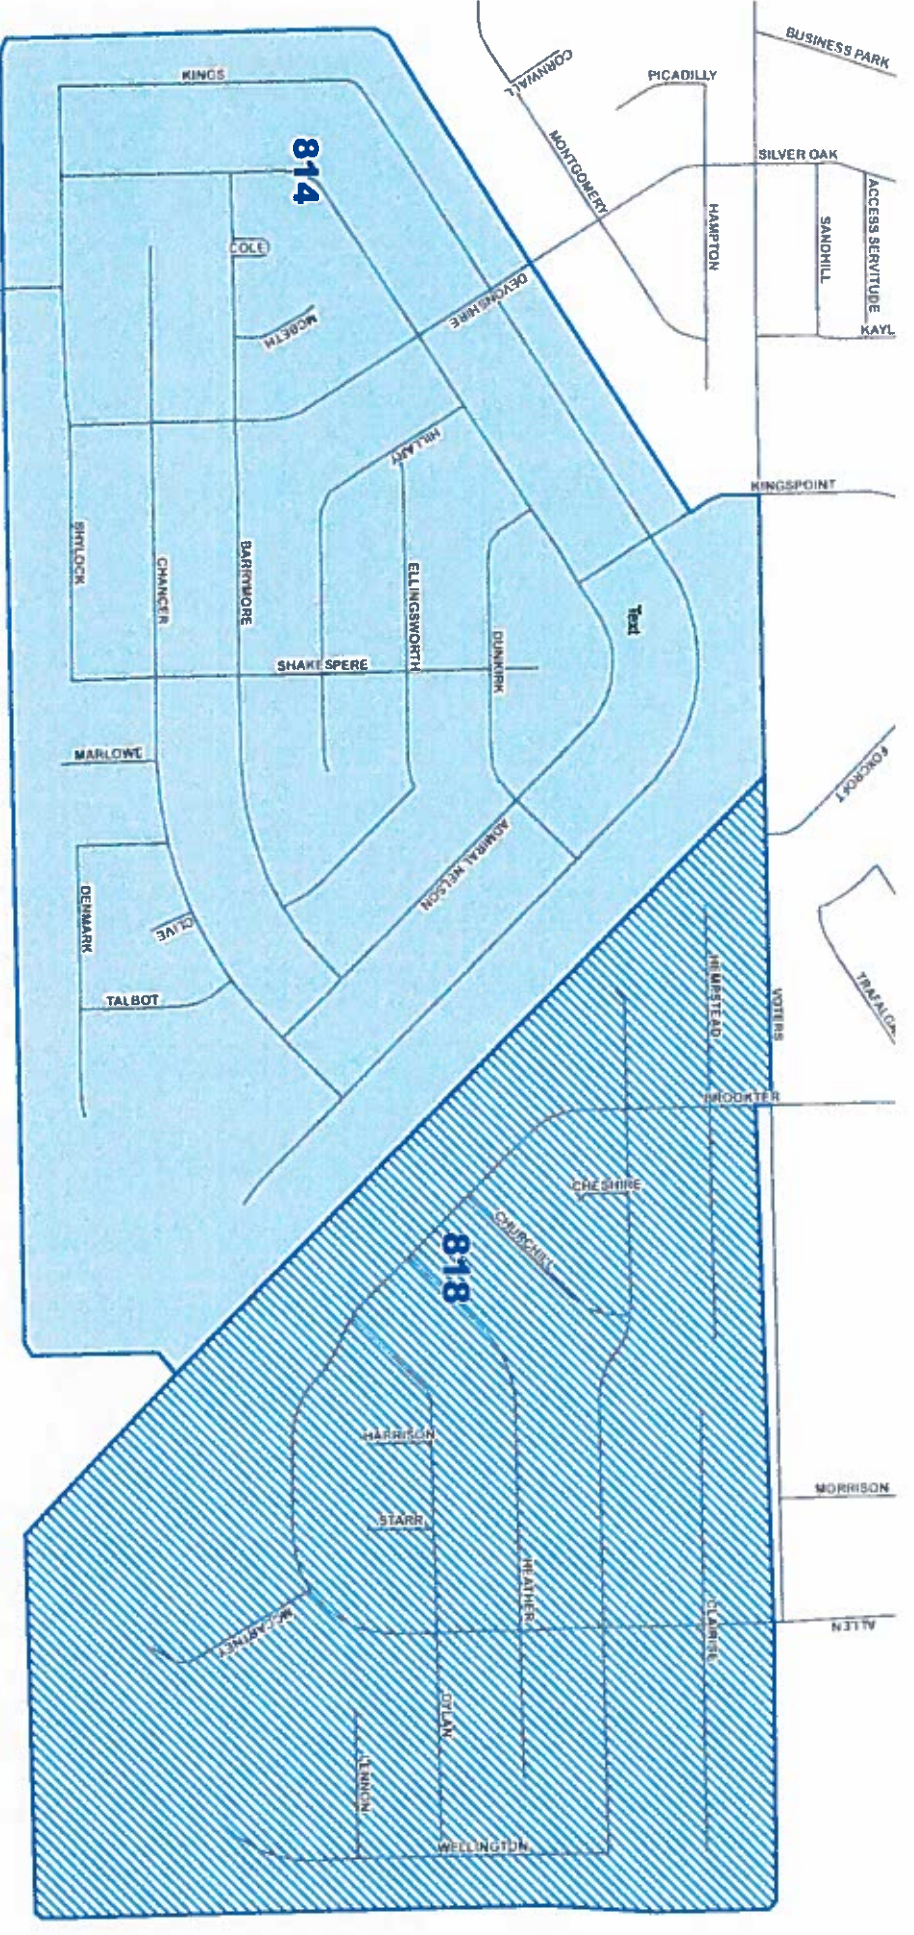 BUSINESS PARK
CORNWALL
PICADILLY
KINGS
MONTGOMERY
SILVER OAK
814
ACCESS SERVITUDE
HAMPTON
SANDHILL
COLE
DEVONSHIRE
MCBETH
KAYL
HILLARY
KINGSPOINT
SHYLOCK
CHANCER
BARRYMORE
ELLINGSWORTH
DUNKIRK
Text
SHAKESPERE
MARLOWE
FOXCROFT
ADMIRAL NELSON
DENMARK
CLIVE
TALBOT
HEMPSTEAD
VOTERS
TRAFALGA
BROOKTER
CHESHIRE
CHURCHILL
818
HARRISON
MORRISON
STARR
HEATHER
MCCARTNEY
CLAIRISE
ALLEN
DYLAN
LENNON
WELLINGTON